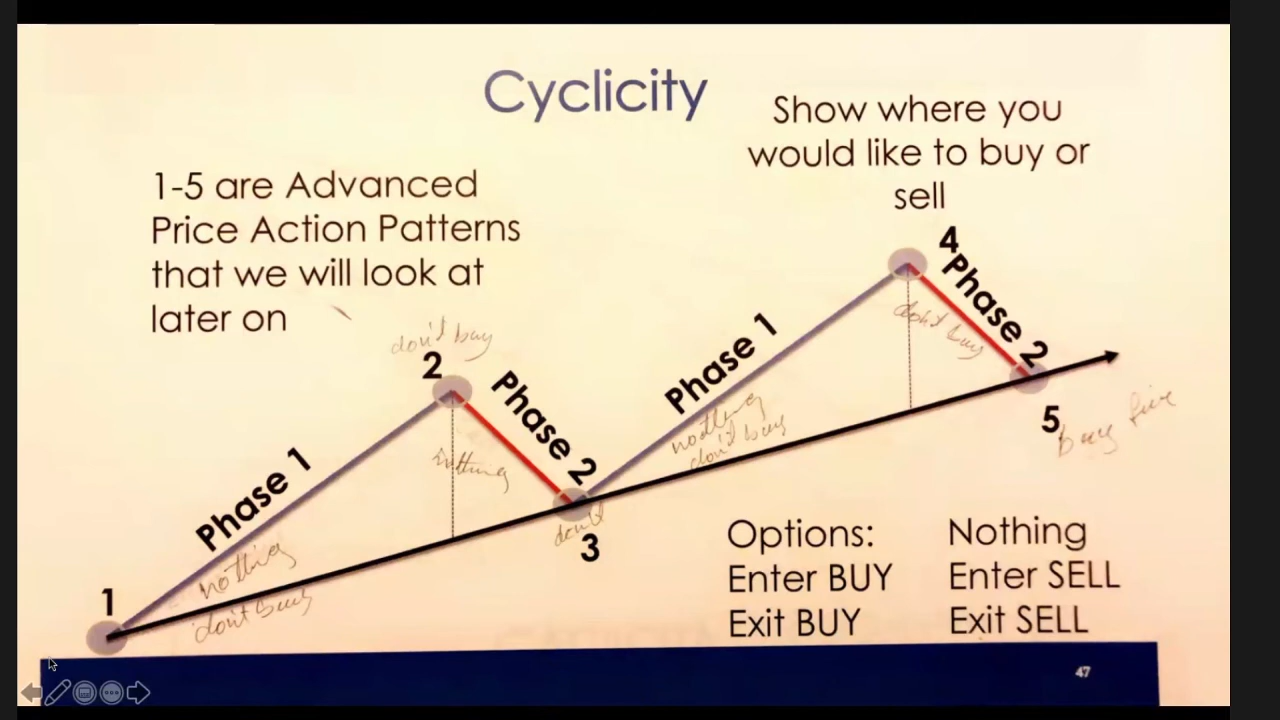 Cyclicity
Show where you
would like to buy or
sell
1-5 are Advanced
Price Action Patterns
that we will look at
later on
4
Phase 2
don't buy
don't buy
2
Phase 1
Phase 2
nothing
don't buy
Phase 1
5
buy
3
nothing
don't buy
1
Options:
Enter BUY
Exit BUY
Nothing
Enter SELL
Exit SELL
47